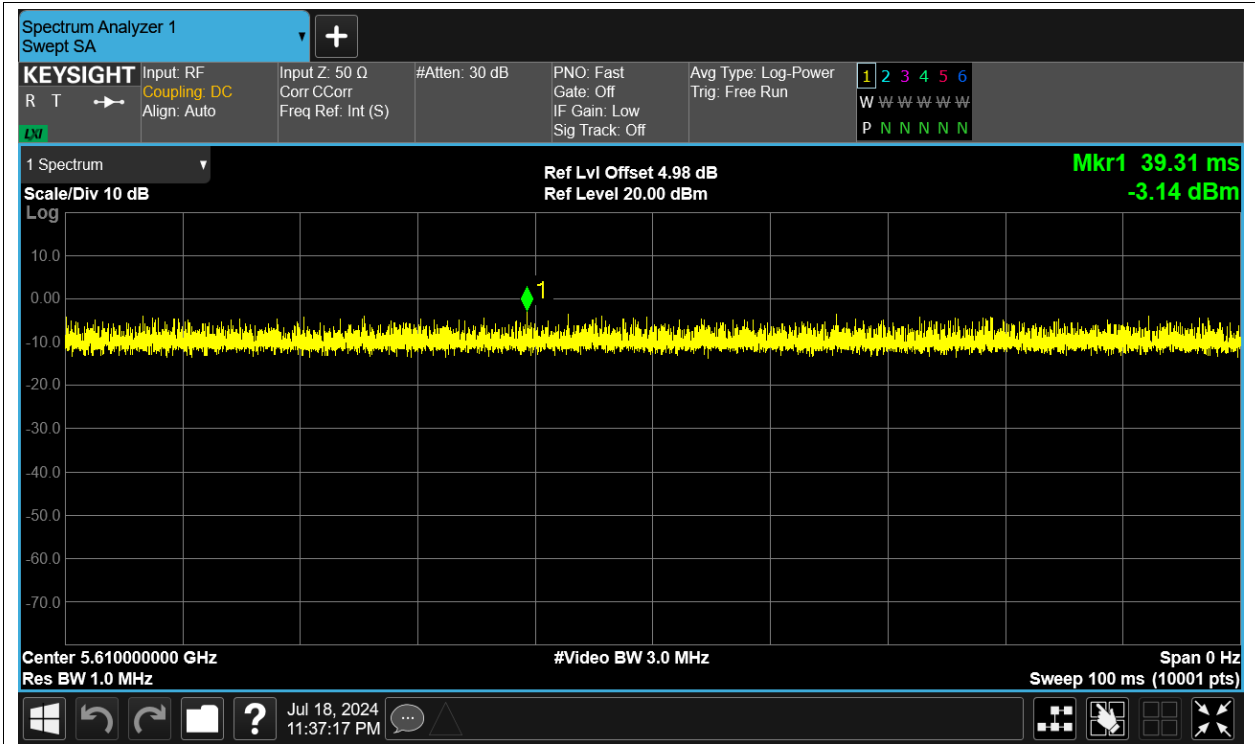 Spectrum Analyzer 1
Swept SA
KEYSIGHT
R T
LXI
Input: RF
Coupling: DC
Align: Auto
Input Z: 50 Ω
Corr CCorr
Freq Ref: Int (S)
#Atten: 30 dB
PNO: Fast
Gate: Off
IF Gain: Low
Sig Track: Off
Avg Type: Log-Power
Trig: Free Run
1 2 3 4 5 6
W W W W W W
P N N N N N
1 Spectrum
Scale/Div 10 dB
Log
Ref Lvl Offset 4.98 dB
Ref Level 20.00 dBm
Mkr1 39.31 ms
-3.14 dBm
10.0
0.00
1
-10.0
-20.0
-30.0
-40.0
-50.0
-60.0
-70.0
Center 5.610000000 GHz
Res BW 1.0 MHz
#Video BW 3.0 MHz
Span 0 Hz
Sweep 100 ms (10001 pts)
?
Jul 18, 2024
11:37:17 PM